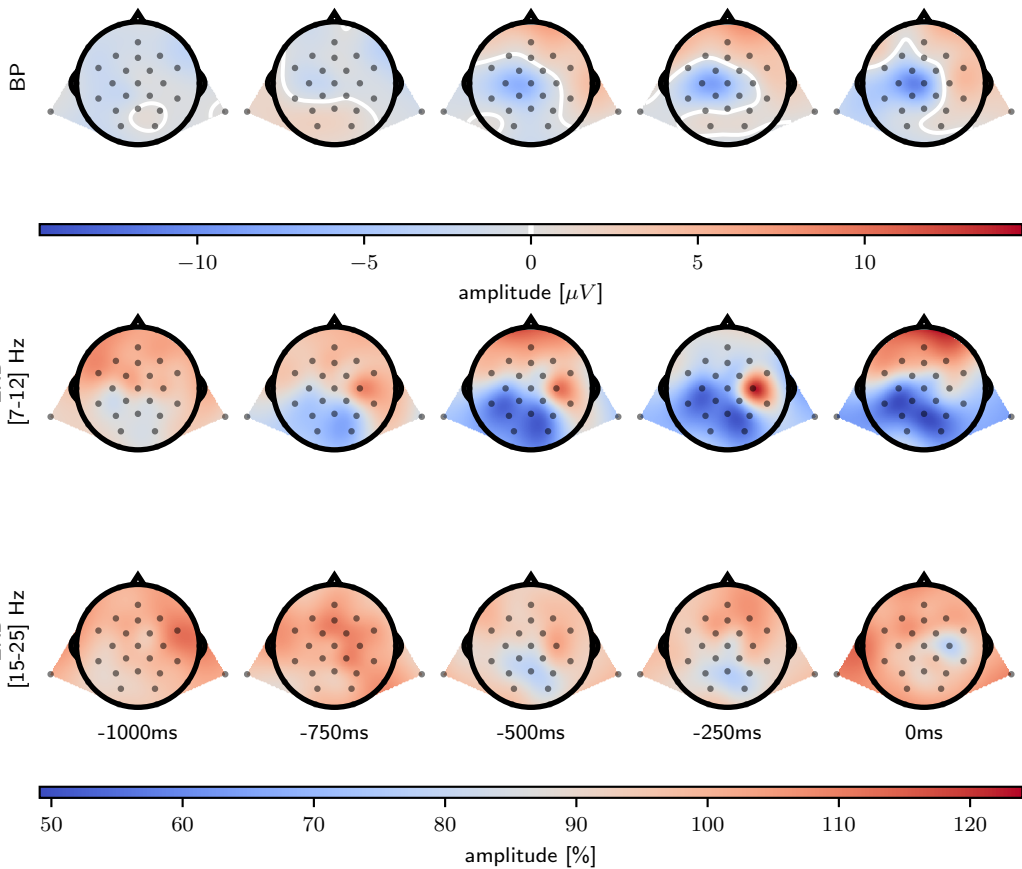 BP
−10 −5 0 5 10
amplitude [μV]
[7-12] Hz
[15-25] Hz
-1000ms -750ms -500ms -250ms 0ms
50 60 70 80 90 100 110 120
amplitude [%]